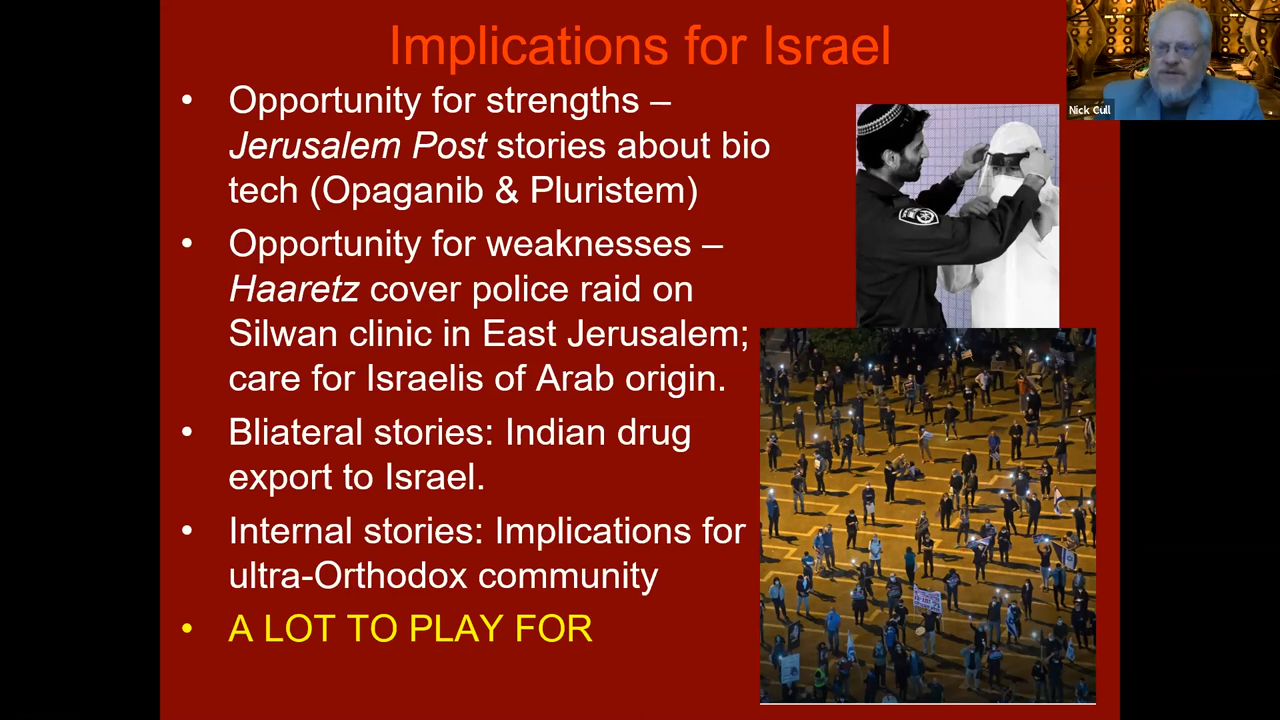 Implications for Israel
Nick Cull
• Opportunity for strengths –
Jerusalem Post stories about bio
tech (Opaganib & Pluristem)
• Opportunity for weaknesses –
Haaretz cover police raid on
Silwan clinic in East Jerusalem;
care for Israelis of Arab origin.
• Bliateral stories: Indian drug
export to Israel.
• Internal stories: Implications for
ultra-Orthodox community
• A LOT TO PLAY FOR